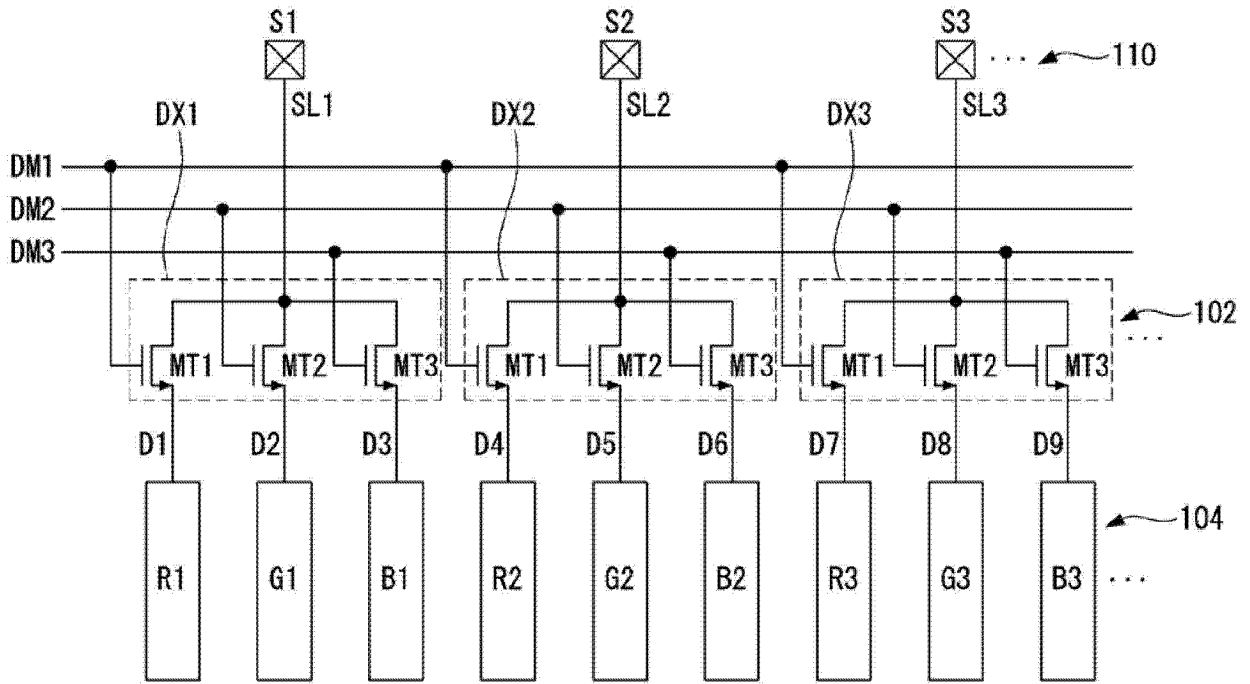 S1 S2 S3
... 110
SL1 SL2 SL3
DX1 DX2 DX3
DM1
DM2
DM3
102
...
MT1 MT2 MT3 MT1 MT2 MT3 MT1 MT2 MT3
D1 D2 D3 D4 D5 D6 D7 D8 D9
104
R1 G1 B1 R2 G2 B2 R3 G3 B3 ...